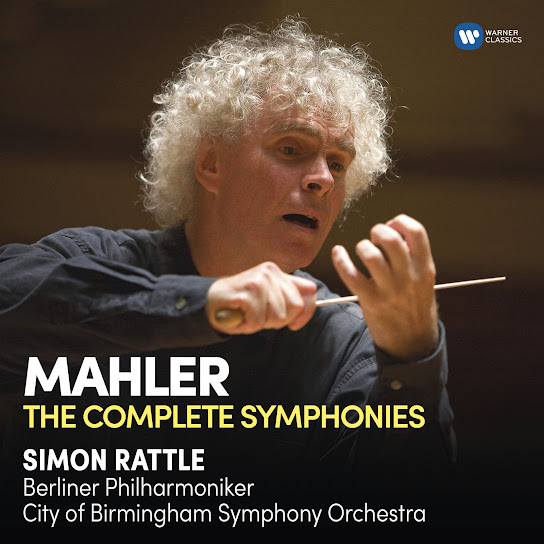 WARNER
CLASSICS
MAHLER
THE COMPLETE SYMPHONIES
SIMON RATTLE
Berliner Philharmoniker
City of Birmingham Symphony Orchestra